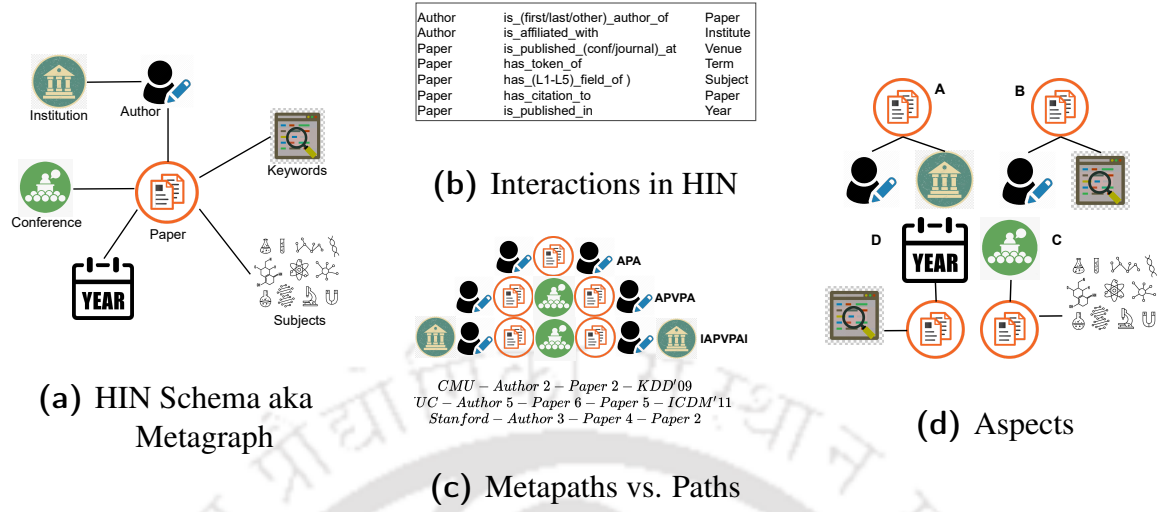 Institution
Author
Keywords
Conference
Paper
YEAR
Subjects
(a) HIN Schema aka
Metagraph
Author is_(first/last/other)_author_of Paper
Author is_affiliated_with Institute
Paper is_published_(conf/journal)_at Venue
Paper has_token_of Term
Paper has_(L1-L5)_field_of ) Subject
Paper has_citation_to Paper
Paper is_published_in Year
(b) Interactions in HIN
APA
APVPA
IAPVPAI
CMU – Author 2 – Paper 2 – KDD'09
UC – Author 5 – Paper 6 – Paper 5 – ICDM'11
Stanford – Author 3 – Paper 4 – Paper 2
(c) Metapaths vs. Paths
A
B
D
YEAR
C
(d) Aspects